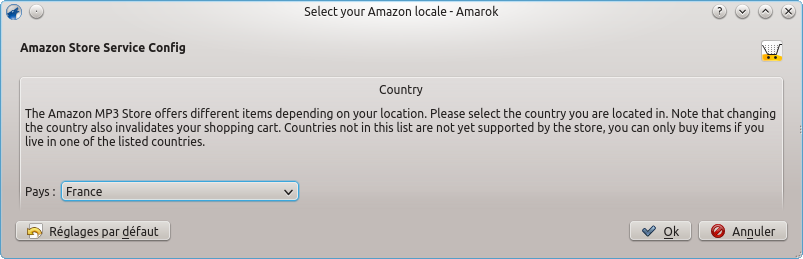 Select your Amazon locale - Amarok
Amazon Store Service Config
Country
The Amazon MP3 Store offers different items depending on your location. Please select the country you are located in. Note that changing
the country also invalidates your shopping cart. Countries not in this list are not yet supported by the store, you can only buy items if you
live in one of the listed countries.
Pays : France
Réglages par défaut
Ok
Annuler